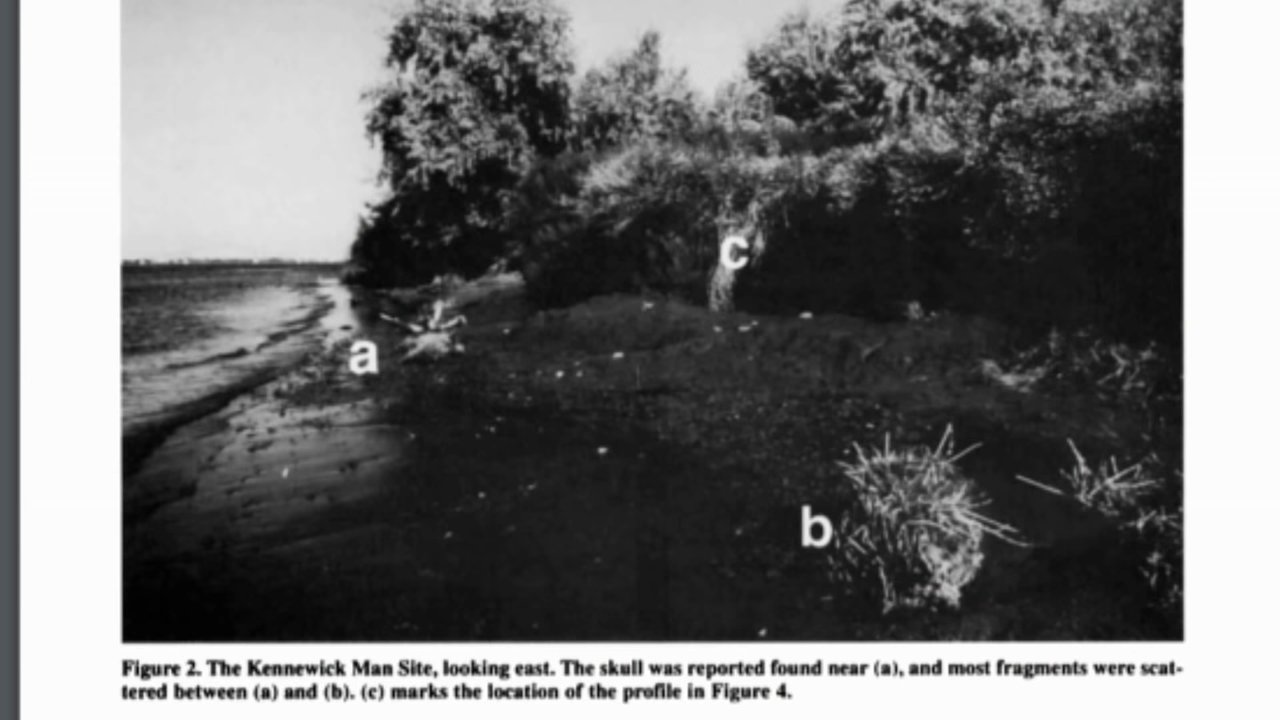 c
a
b
Figure 2. The Kennewick Man Site, looking east. The skull was reported found near (a), and most fragments were scat-
tered between (a) and (b). (c) marks the location of the profile in Figure 4.